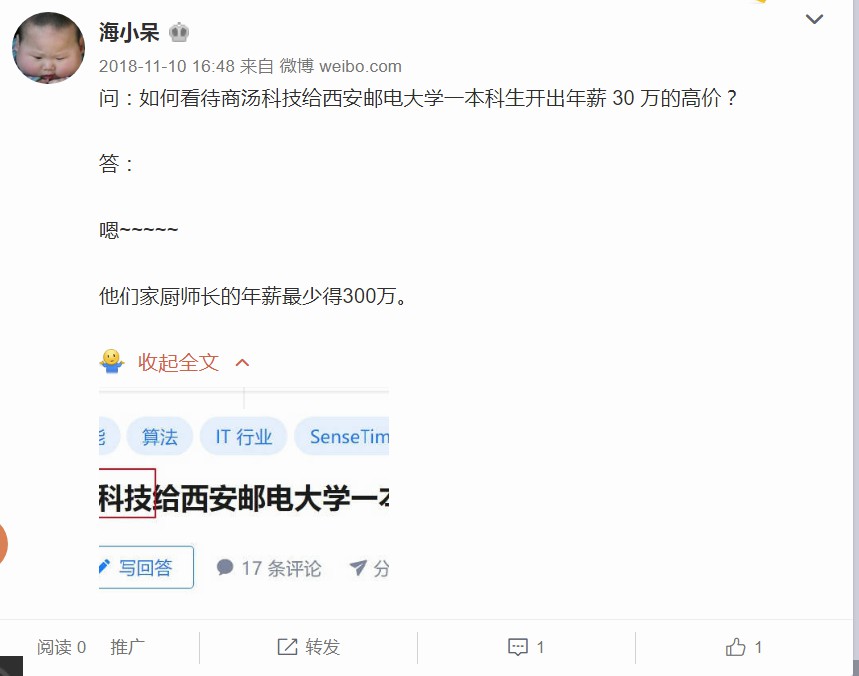 海小呆
2018-11-10 16:48 来自 微博 weibo.com
问：如何看待商汤科技给西安邮电大学一本科生开出年薪 30 万的高价？
答：
嗯~~~~~
他们家厨师长的年薪最少得300万。
收起全文
算法 IT 行业 SenseTim
科技给西安邮电大学一本
写回答 17 条评论 分
阅读 0 推广 转发 1 1